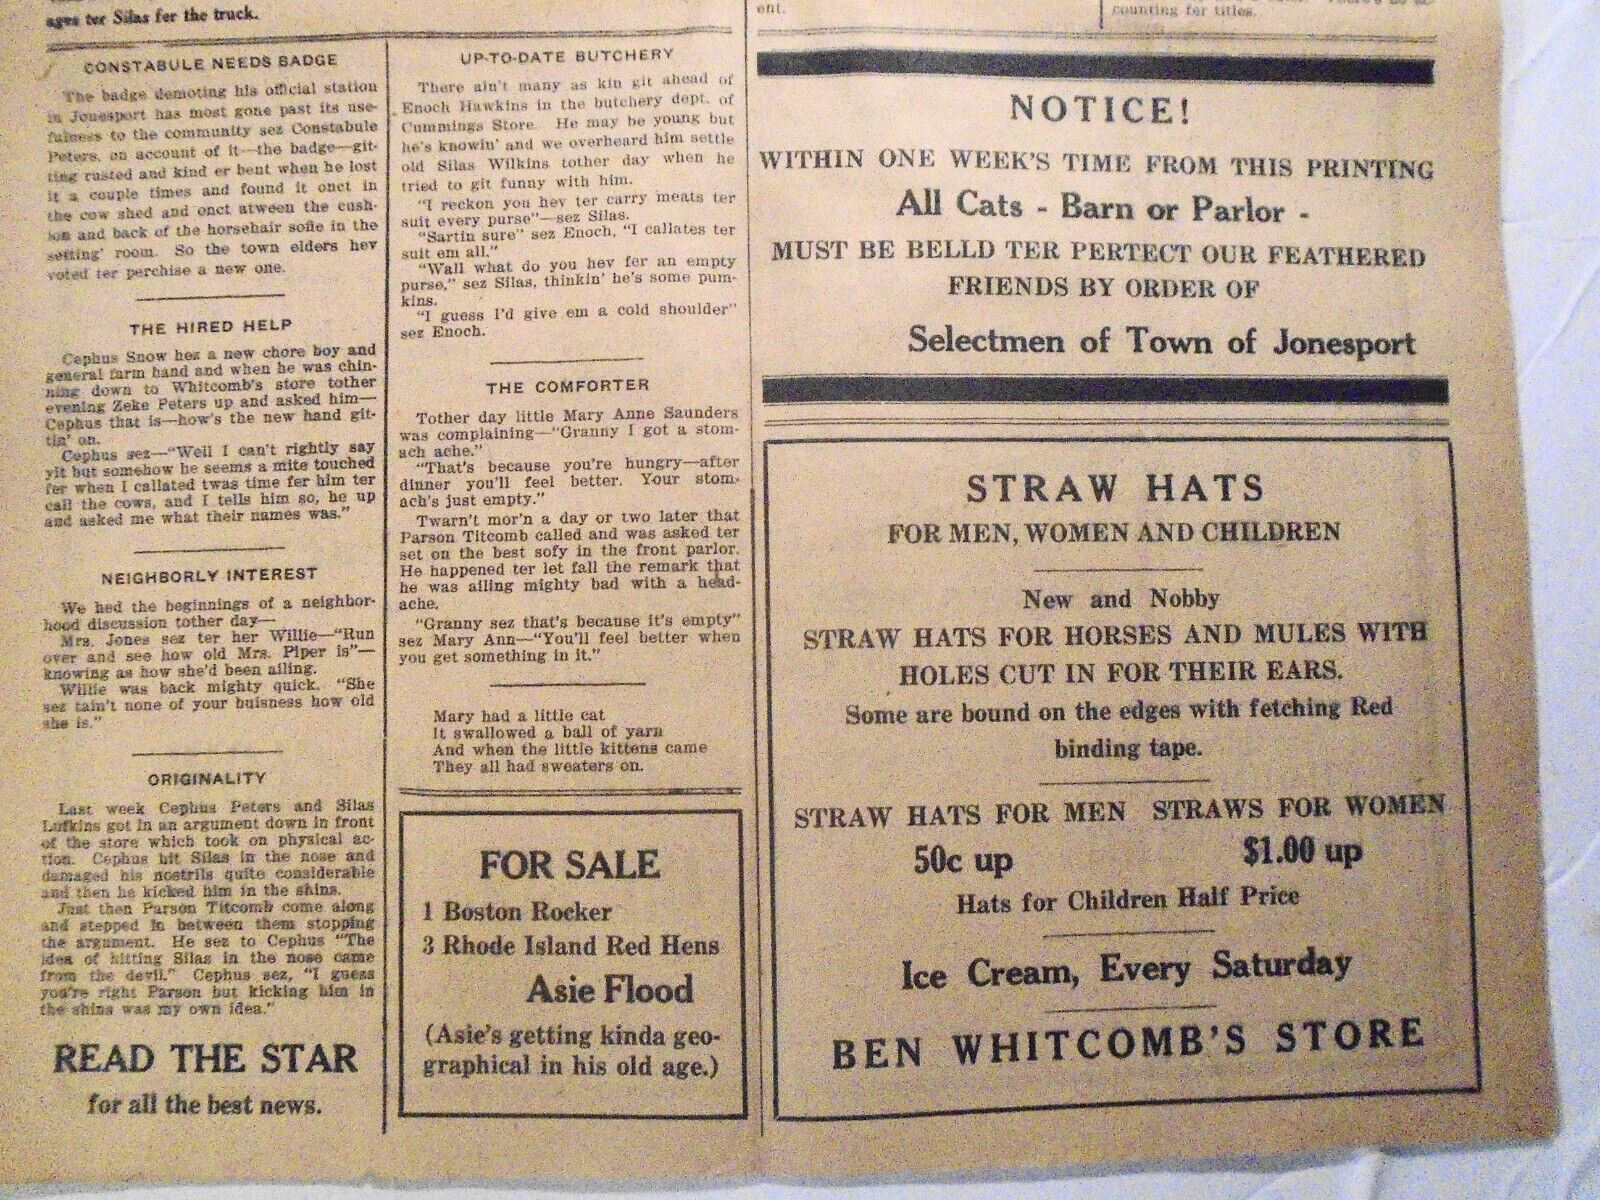 ages ter Silas fer the truck.
CONSTABULE NEEDS BADGE
The badge demoting his official station
in Jonesport has most gone past its use-
fulness to the community sez Constabule
Peters, on account of it—the badge—git-
ting rusted and kind er bent when he lost
it a couple times and found it onct in
the cow shed and onct atween the cush-
ion and back of the horsehair sofie in the
setting' room. So the town elders hev
voted ter perchise a new one.
THE HIRED HELP
Cephus Snow hez a new chore boy and
general farm hand and when he was chin-
ning down to Whitcomb's store tother
evening Zeke Peters up and asked him—
Cephus that is—how's the new hand git-
tin' on.
Cephus sez—"Well I can't rightly say
yit but somehow he seems a mite touched
fer when I callated twas time fer him ter
call the cows, and I tells him so, he up
and asked me what their names was."
NEIGHBORLY INTEREST
We hed the beginnings of a neighbor-
hood discussion tother day—
Mrs. Jones sez ter her Willie—"Run
over and see how old Mrs. Piper is"—
knowing as how she'd been ailing.
Willie was back mighty quick. "She
sez tain't none of your buisness how old
she is."
ORIGINALITY
Last week Cephus Peters and Silas
Lufkins got in an argument down in front
of the store which took on physical ac-
tion. Cephus hit Silas in the nose and
damaged his nostrils quite considerable
and then he kicked him in the shins.
Just then Parson Titcomb come along
and stepped in between them stopping
the argument. He sez to Cephus "The
idea of hitting Silas in the nose came
from the devil." Cephus sez, "I guess
you're right Parson but kicking him in
the shins was my own idea."
READ THE STAR
for all the best news.
UP-TO-DATE BUTCHERY
There ain't many as kin git ahead of
Enoch Hawkins in the butchery dept. of
Cummings Store. He may be young but
he's knowin' and we overheard him settle
old Silas Wilkins tother day when he
tried to git funny with him.
"I reckon you hev ter carry meats ter
suit every purse"—sez Silas.
"Sartin sure" sez Enoch, "I callates ter
suit em all."
"Wall what do you hev fer an empty
purse," sez Silas, thinkin' he's some pum-
kins.
"I guess I'd give em a cold shoulder"
sez Enoch.
THE COMFORTER
Tother day little Mary Anne Saunders
was complaining—"Granny I got a stom-
ach ache."
"That's because you're hungry—after
dinner you'll feel better. Your stom-
ach's just empty."
Twarn't mor'n a day or two later that
Parson Titcomb called and was asked ter
set on the best sofy in the front parlor.
He happened ter let fall the remark that
he was ailing mighty bad with a head-
ache.
"Granny sez that's because it's empty"
sez Mary Ann—"You'll feel better when
you get something in it."
Mary had a little cat
It swallowed a ball of yarn
And when the little kittens came
They all had sweaters on.
FOR SALE
1 Boston Rocker
3 Rhode Island Red Hens
Asie Flood
(Asie's getting kinda geo-
graphical in his old age.)
ent.
counting fer titles.
NOTICE!
WITHIN ONE WEEK'S TIME FROM THIS PRINTING
All Cats - Barn or Parlor -
MUST BE BELLD TER PERTECT OUR FEATHERED
FRIENDS BY ORDER OF
Selectmen of Town of Jonesport
STRAW HATS
FOR MEN, WOMEN AND CHILDREN
New and Nobby
STRAW HATS FOR HORSES AND MULES WITH
HOLES CUT IN FOR THEIR EARS.
Some are bound on the edges with fetching Red
binding tape.
STRAW HATS FOR MEN STRAWS FOR WOMEN
50c up $1.00 up
Hats for Children Half Price
Ice Cream, Every Saturday
BEN WHITCOMB'S STORE